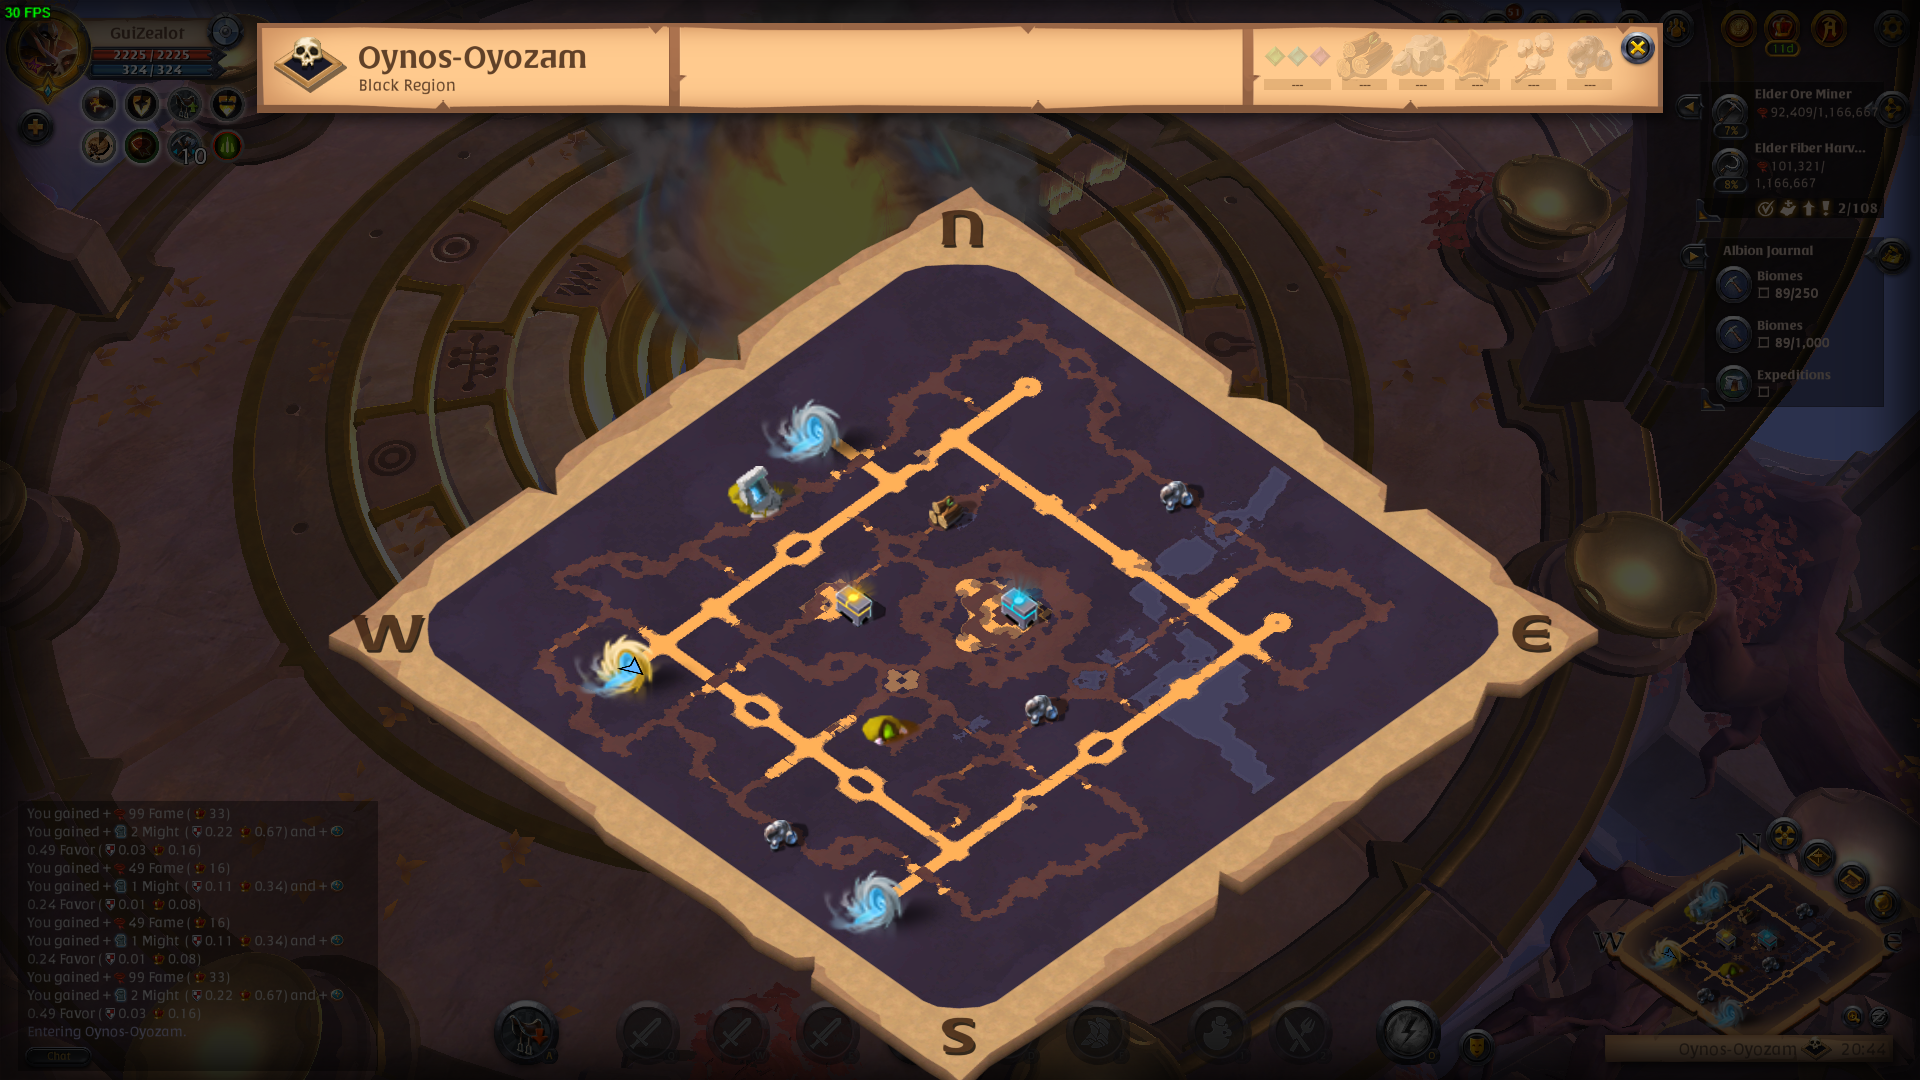 30 FPS
GuiZealot
2225 / 2225
324 / 324
10
Oynos-Oyozam
Black Region
---
---
---
---
---
---
51
11d
Elder Ore Miner
92,409/1,166,667
7%
Elder Fiber Harv...
101,321/
1,166,667
8%
2/108
Albion Journal
Biomes
89/250
Biomes
89/1,000
Expeditions
N
W
E
S
You gained + 99 Fame ( 33)
You gained + 2 Might ( 0.22 0.67) and +
0.49 Favor ( 0.03 0.16)
You gained + 49 Fame ( 16)
You gained + 1 Might ( 0.11 0.34) and +
0.24 Favor ( 0.01 0.08)
You gained + 49 Fame ( 16)
You gained + 1 Might ( 0.11 0.34) and +
0.24 Favor ( 0.01 0.08)
You gained + 99 Fame ( 33)
You gained + 2 Might ( 0.22 0.67) and +
0.49 Favor ( 0.03 0.16)
Entering Oynos-Oyozam.
Chat
A
D
N
W
E
Oynos-Oyozam 20:44